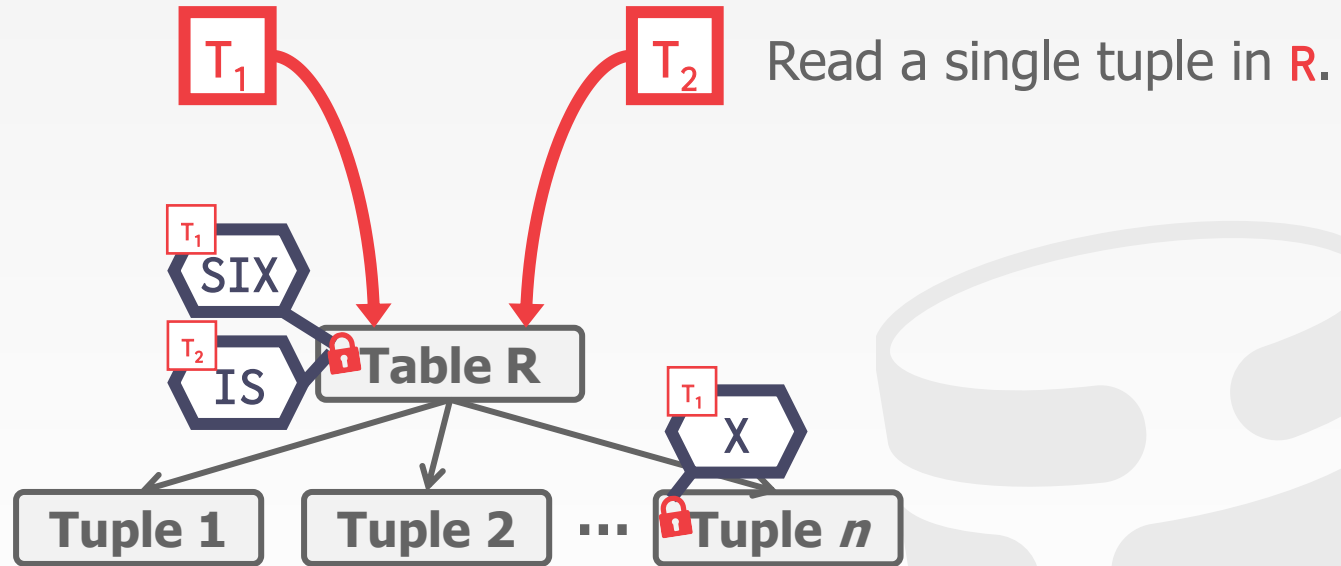 T₁
T₂ Read a single tuple in R.
T₁
SIX
T₂
IS
Table R
T₁
X
Tuple 1 Tuple 2 ... Tuple n